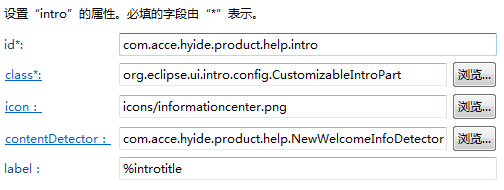 设置“intro”的属性。必填的字段由“*”表示。
id*: com.acce.hyide.product.help.intro
class*: org.eclipse.ui.intro.config.CustomizableIntroPart 浏览...
icon： icons/informationcenter.png 浏览...
contentDetector： com.acce.hyide.product.help.NewWelcomeInfoDetector 浏览...
label： %introtitle